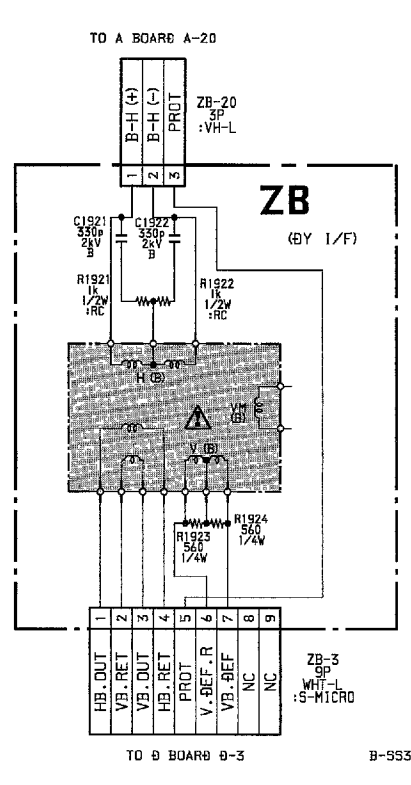 TO A BOARD A-20
B-H (+)
B-H (-)
PROT
ZB-20
3P
:VH-L
1
2
3
ZB
(DY I/F)
C1921
330p
2kV
B
C1922
330p
2kV
B
R1921
1k
1/2W
:RC
R1922
1k
1/2W
:RC
H (B)
VM
(B)
V (B)
R1923
560
1/4W
R1924
560
1/4W
1
2
3
4
5
6
7
8
9
HB.OUT
VB.RET
VB.OUT
HB.RET
PROT
V.DEF.R
VB.DEF
NC
NC
ZB-3
9P
WHT-L
:S-MICRO
TO D BOARD D-3
B-SS3